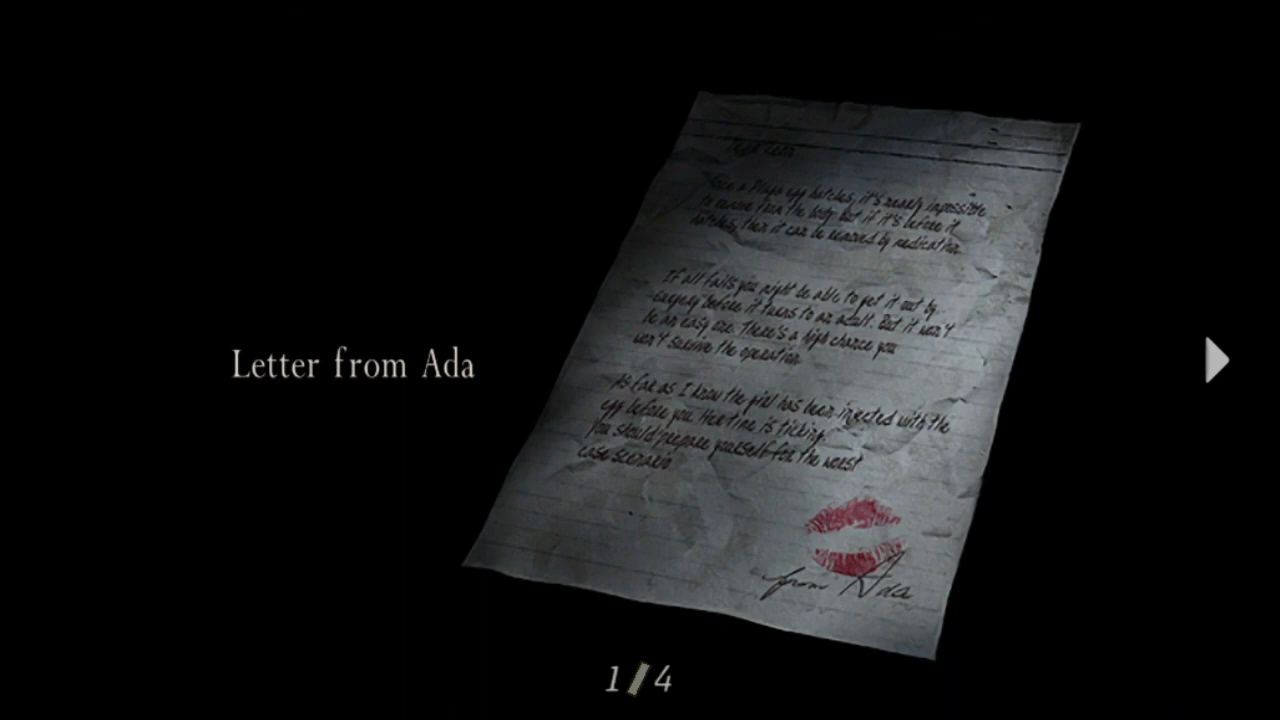 Letter from Ada
Dear Leon
Once a Plaga egg hatches, it's nearly impossible
to remove from the body. but if it's before it
hatches, then it can be removed by medication.
If all fails you might be able to get it out by
surgery before it turns to an adult. But it won't
be an easy one. There's a high chance you
won't survive the operation.
As far as I know the girl has been injected with the
egg before you. Her time is ticking.
You should prepare yourself for the worst
case scenario.
from Ada
1/4